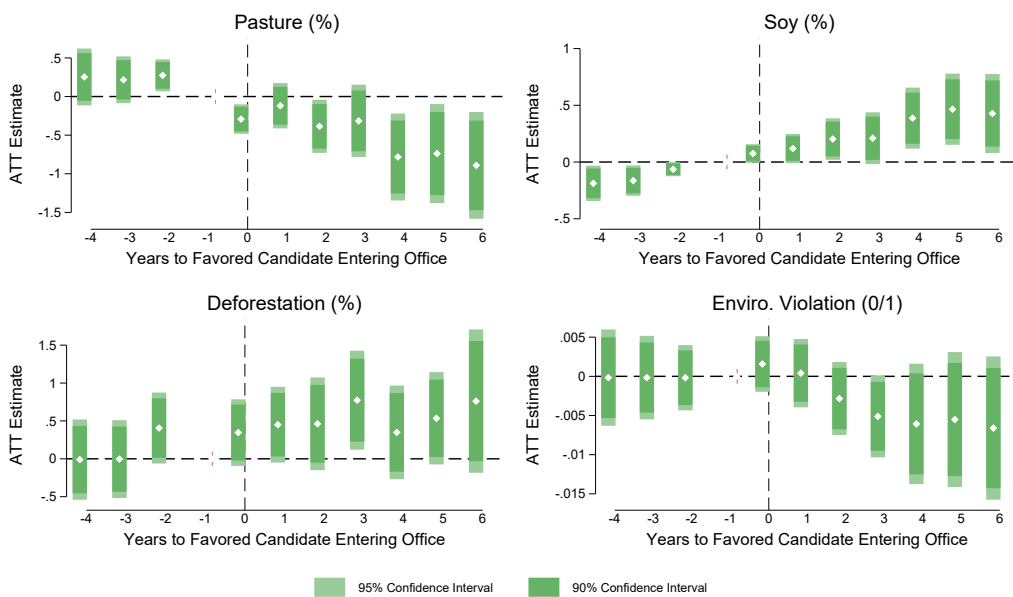 Pasture (%)
.5
0
-.5
-1
-1.5
ATT Estimate
-4 -3 -2 -1 0 1 2 3 4 5 6
Years to Favored Candidate Entering Office
Soy (%)
1
.5
0
-.5
ATT Estimate
-4 -3 -2 -1 0 1 2 3 4 5 6
Years to Favored Candidate Entering Office
Deforestation (%)
1.5
1
.5
0
-.5
ATT Estimate
-4 -3 -2 -1 0 1 2 3 4 5 6
Years to Favored Candidate Entering Office
Enviro. Violation (0/1)
.005
0
-.005
-.01
-.015
ATT Estimate
-4 -3 -2 -1 0 1 2 3 4 5 6
Years to Favored Candidate Entering Office
95% Confidence Interval
90% Confidence Interval